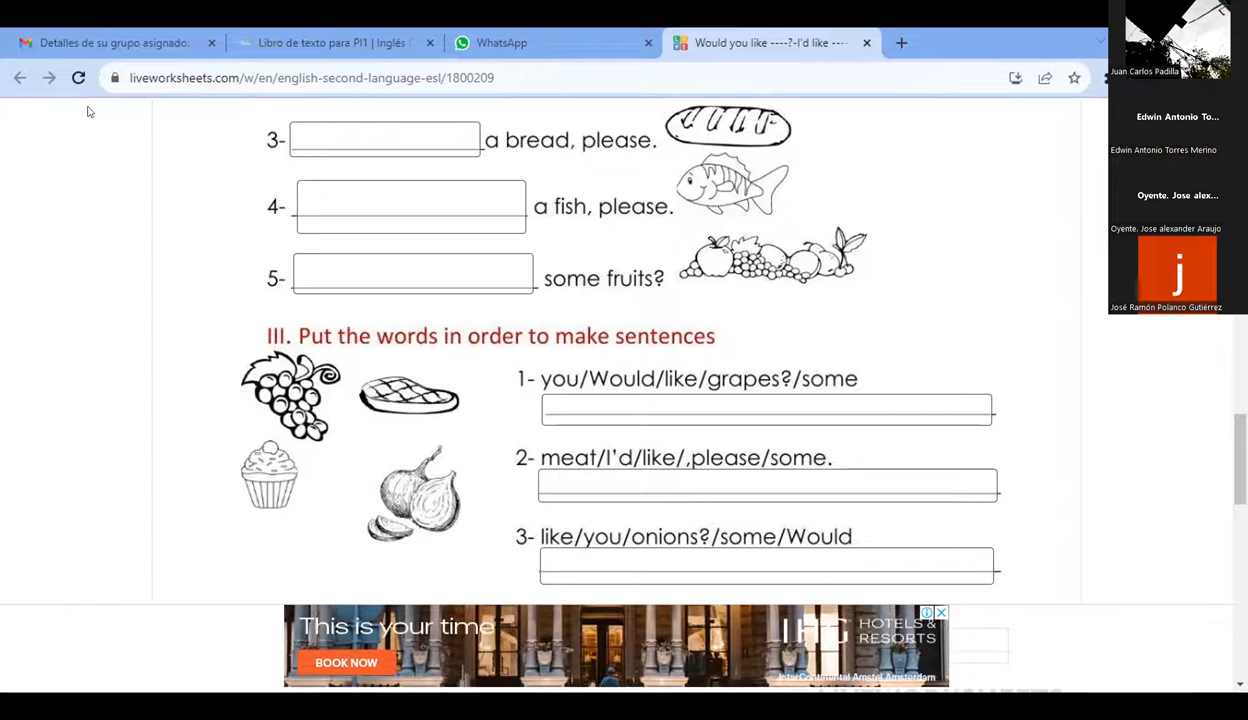 Detalles de su grupo asignado:
Libro de texto para PI1 | Inglés
WhatsApp
Would you like ----?-I'd like ----
liveworksheets.com/w/en/english-second-language-esl/1800209
3- a bread, please.
4- a fish, please.
5- some fruits?
III. Put the words in order to make sentences
1- you/Would/like/grapes?/some
2- meat/I'd/like/,please/some.
3- like/you/onions?/some/Would
This is your time
BOOK NOW
IHG HOTELS &
RESORTS
InterContinental Amstel Amsterdam
Juan Carlos Padilla
Edwin Antonio To...
Edwin Antonio Torres Merino
Oyente. Jose alex...
Oyente. Jose alexander Araujo
j
José Ramón Polanco Gutiérrez